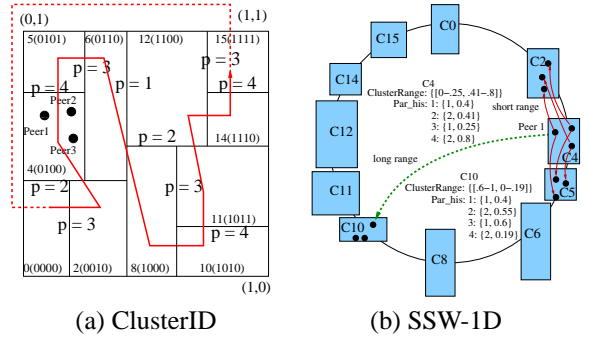 (0,1)
(1,1)
5(0101)
6(0110)
12(1100)
15(1111)
p = 3
p = 3
p = 4
p = 1
p = 4
Peer2
Peer1
Peer3
p = 2
14(1110)
4(0100)
p = 2
p = 3
p = 3
11(1011)
p = 4
0(0000)
2(0010)
8(1000)
10(1010)
(1,0)
(a) ClusterID
C0
C15
C2
C14
C4
ClusterRange: {[0−.25, .41−.8]}
Par_his: 1: {1, 0.4}
2: {2, 0.41}
3: {1, 0.25}
4: {2, 0.8}
short range
C12
Peer 1
C4
long range
C10
ClusterRange: {[.6−1, 0−.19]}
Par_his: 1: {1, 0.4}
2: {2, 0.55}
3: {1, 0.6}
4: {2, 0.19}
C11
C5
C10
C6
C8
(b) SSW-1D